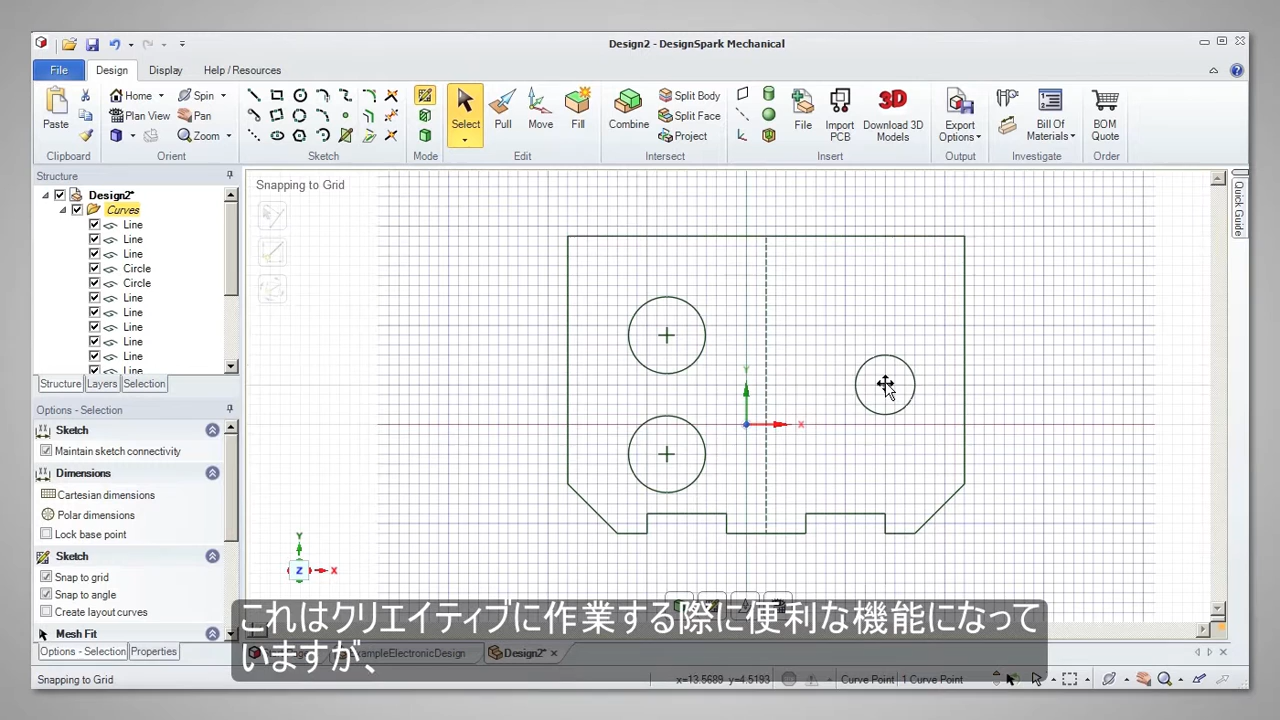 Design2 - DesignSpark Mechanical
File Design Display Help / Resources
Paste
Home
Plan View
Spin
Pan
Zoom
Select
Pull
Move
Fill
Combine
Split Body
Split Face
Project
File
Import PCB
Download 3D Models
3D
Export Options
Bill Of Materials
BOM Quote
Clipboard Orient Sketch Mode Edit Intersect Insert Output Investigate Order
Structure
Design2*
Curves
Line
Line
Line
Circle
Circle
Line
Line
Line
Line
Line
Line
Structure Layers Selection
Options - Selection
Sketch
Maintain sketch connectivity
Dimensions
Cartesian dimensions
Polar dimensions
Lock base point
Sketch
Snap to grid
Snap to angle
Create layout curves
Mesh Fit
Options - Selection Properties
Snapping to Grid
Snapping to Grid
Y
X
Y
Z
X
Quick Guide
これはクリエイティブに作業する際に便利な機能になって
いますが、
ExampleElectronicDesign Design2*
x=13.5689 y=4.5193 Curve Point 1 Curve Point